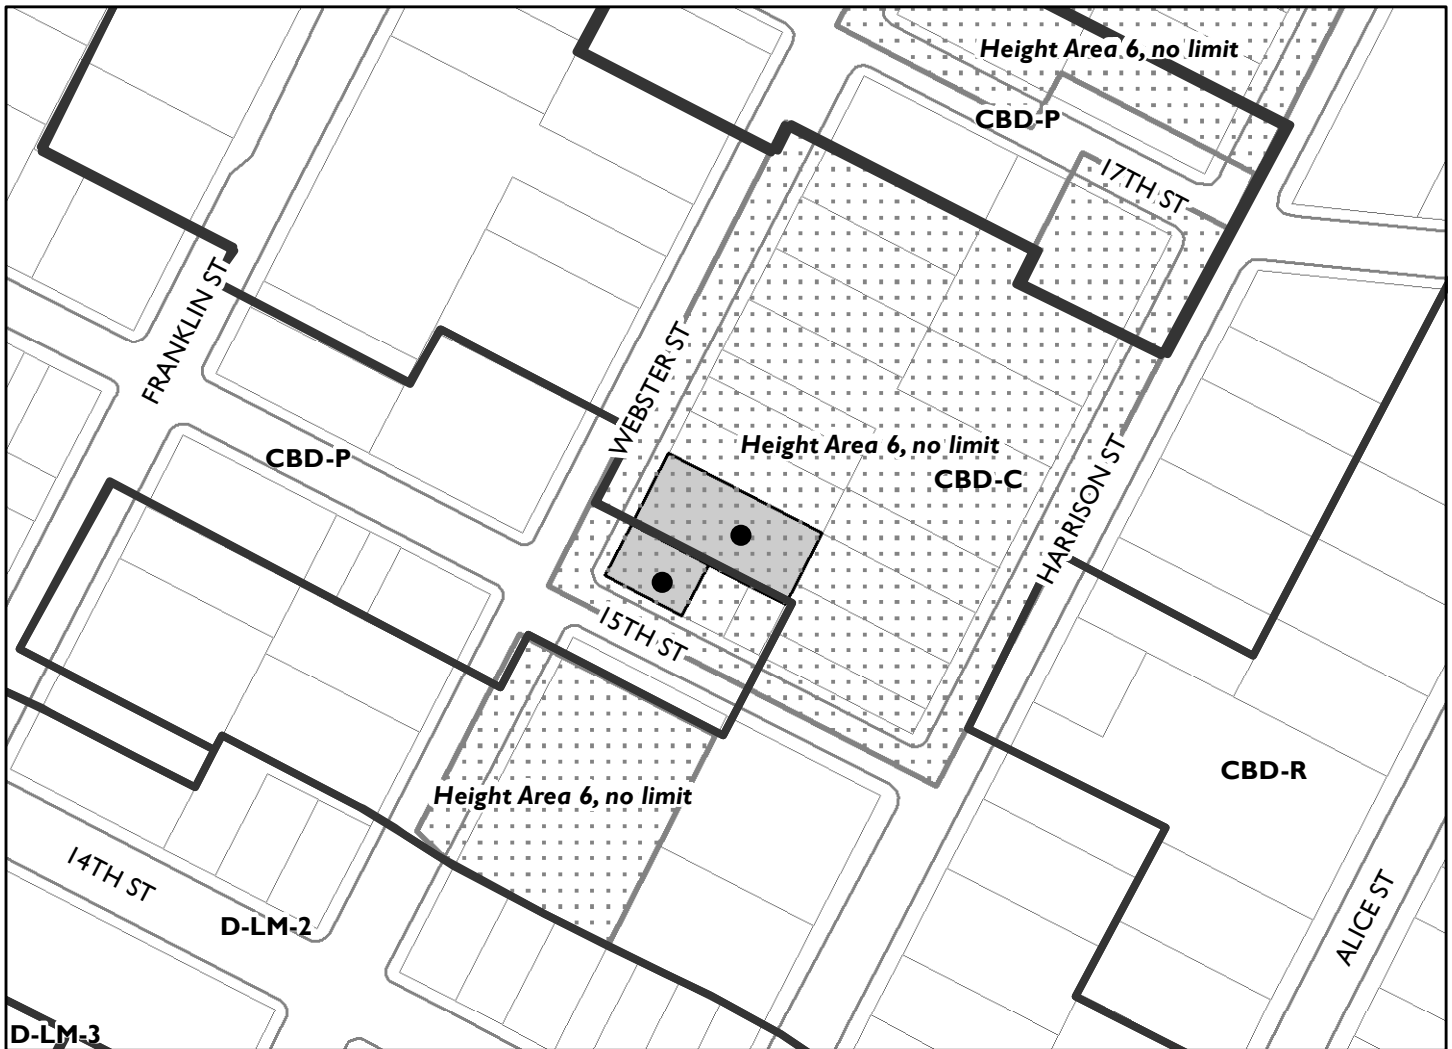 Height Area 6, no limit
CBD-P
17TH ST
FRANKLIN ST
WEBSTER ST
Height Area 6, no limit
CBD-C
CBD-P
HARRISON ST
15TH ST
CBD-R
Height Area 6, no limit
14TH ST
D-LM-2
ALICE ST
D-LM-3